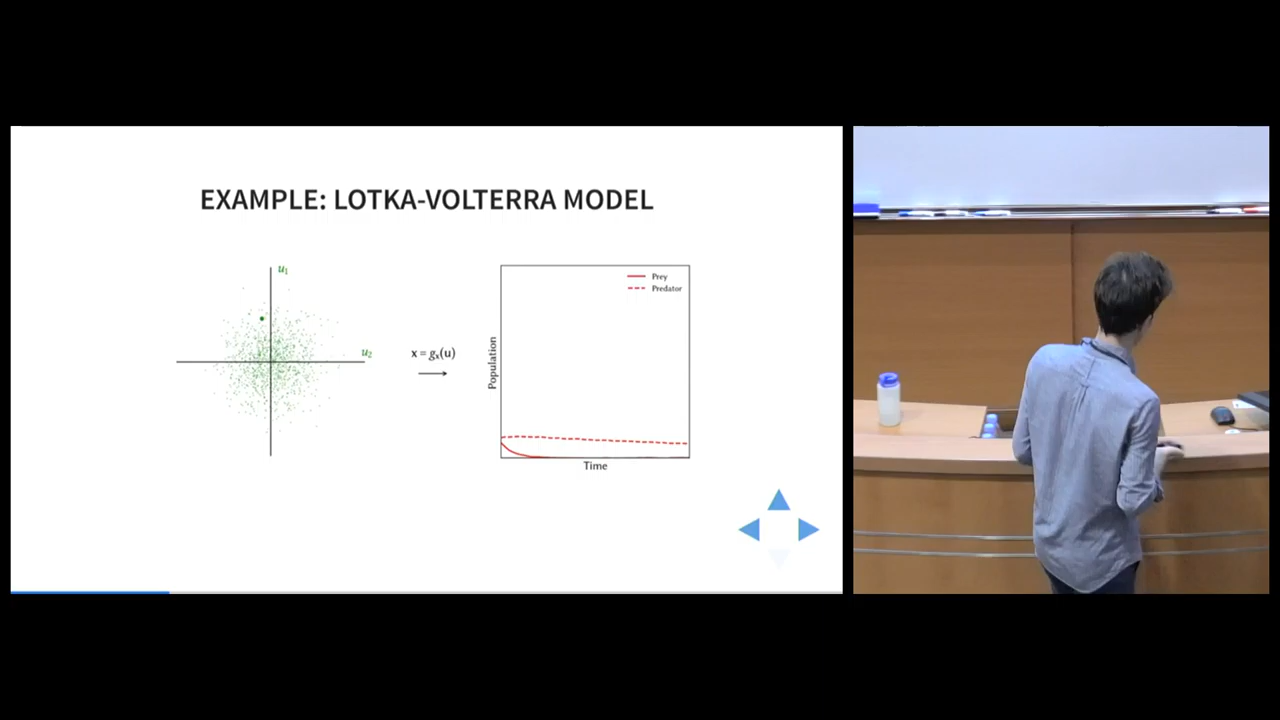 EXAMPLE: LOTKA-VOLTERRA MODEL
u₁
u₂
x = gₓ(u)
Prey
Predator
Population
Time